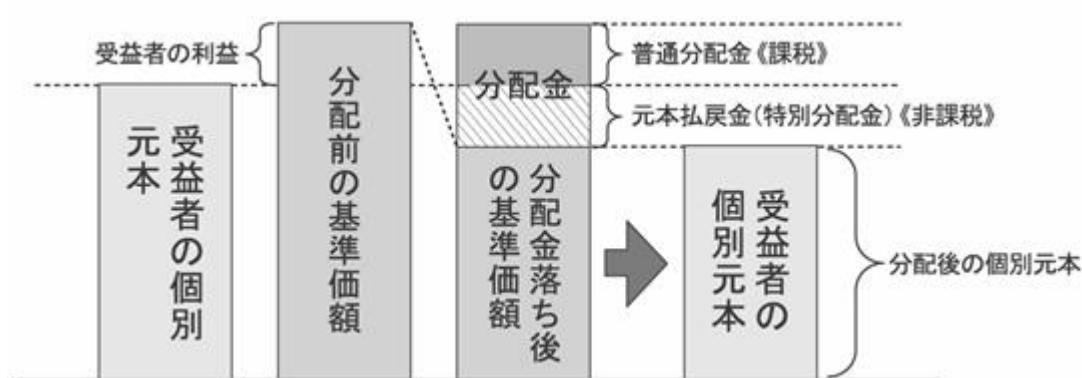 受益者の利益
受益者の個別
元本
分配前の基準価額
分配金
分配金落ち後
の基準価額
普通分配金《課税》
元本払戻金(特別分配金)《非課税》
受益者の
個別元本
分配後の個別元本